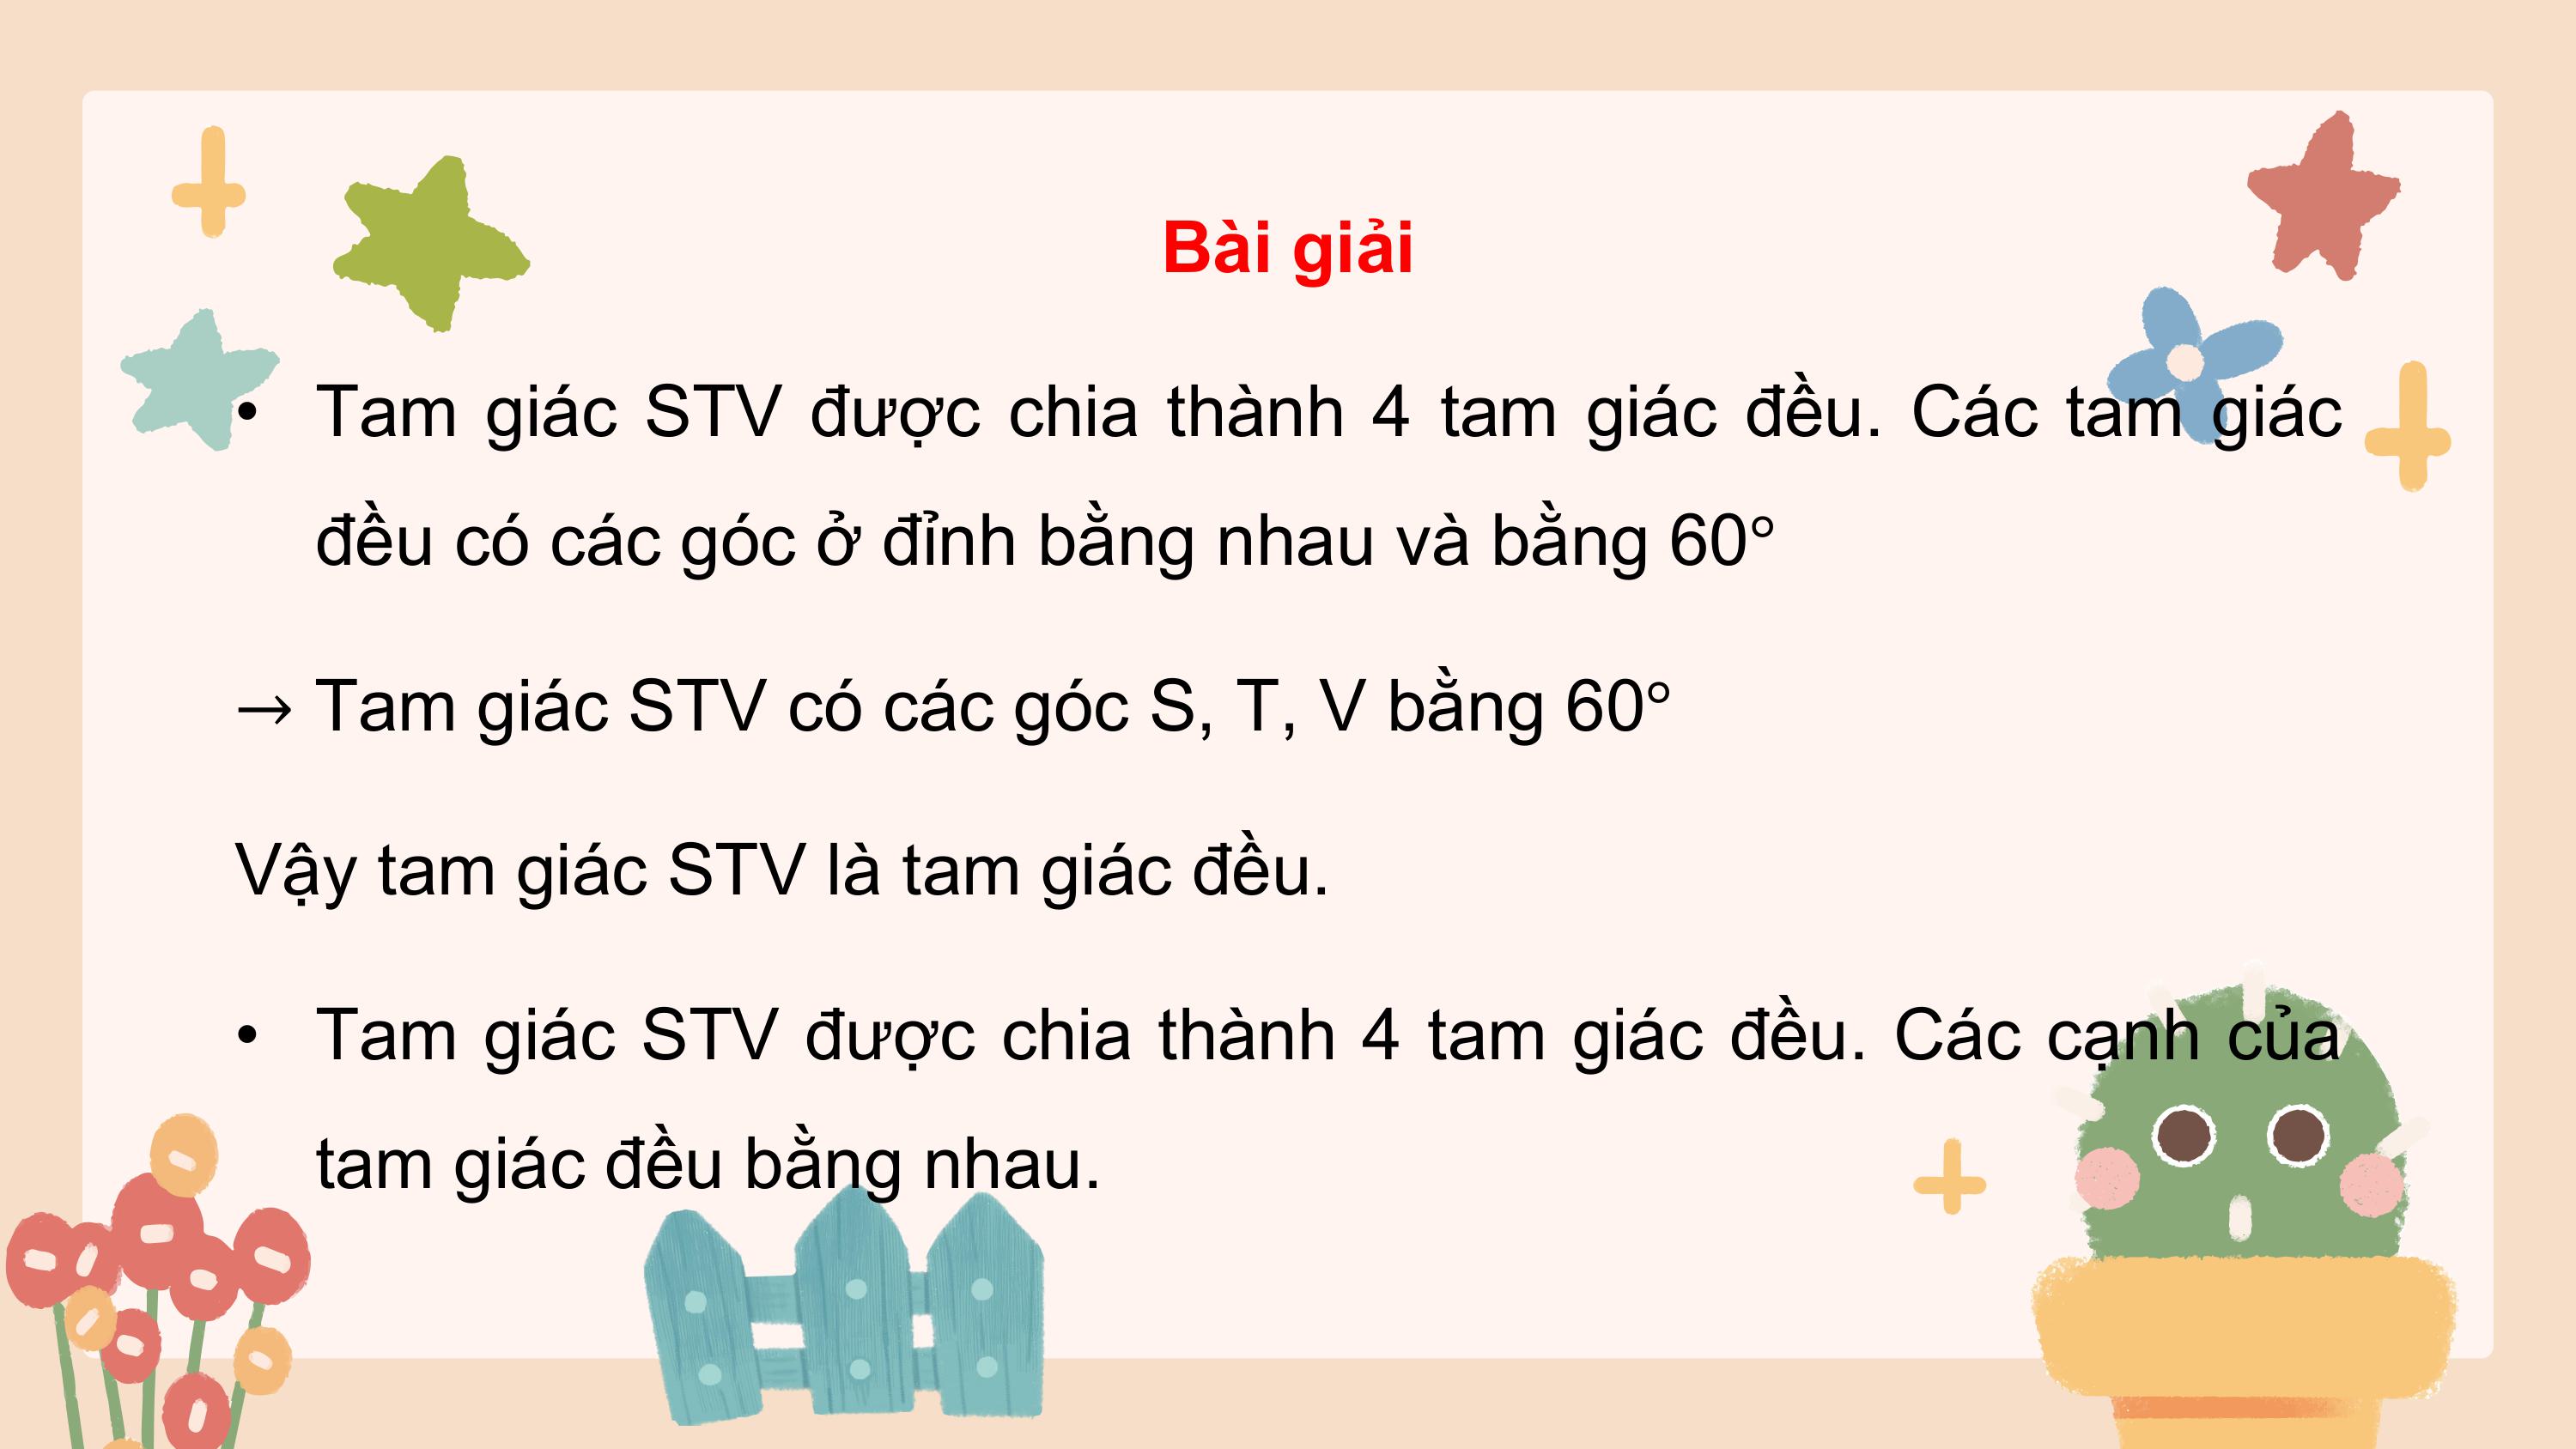 Bài giải
• Tam giác STV được chia thành 4 tam giác đều. Các tam giác
đều có các góc ở đỉnh bằng nhau và bằng 60°
→ Tam giác STV có các góc S, T, V bằng 60°
Vậy tam giác STV là tam giác đều.
• Tam giác STV được chia thành 4 tam giác đều. Các cạnh của
tam giác đều bằng nhau.